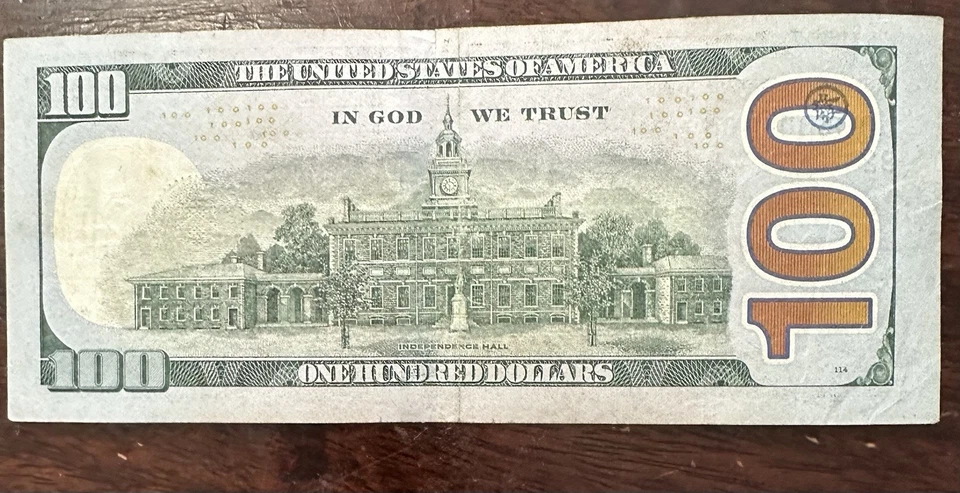 100
THE UNITED STATES OF AMERICA
IN GOD WE TRUST
100
INDEPENDENCE HALL
100
ONE HUNDRED DOLLARS
114